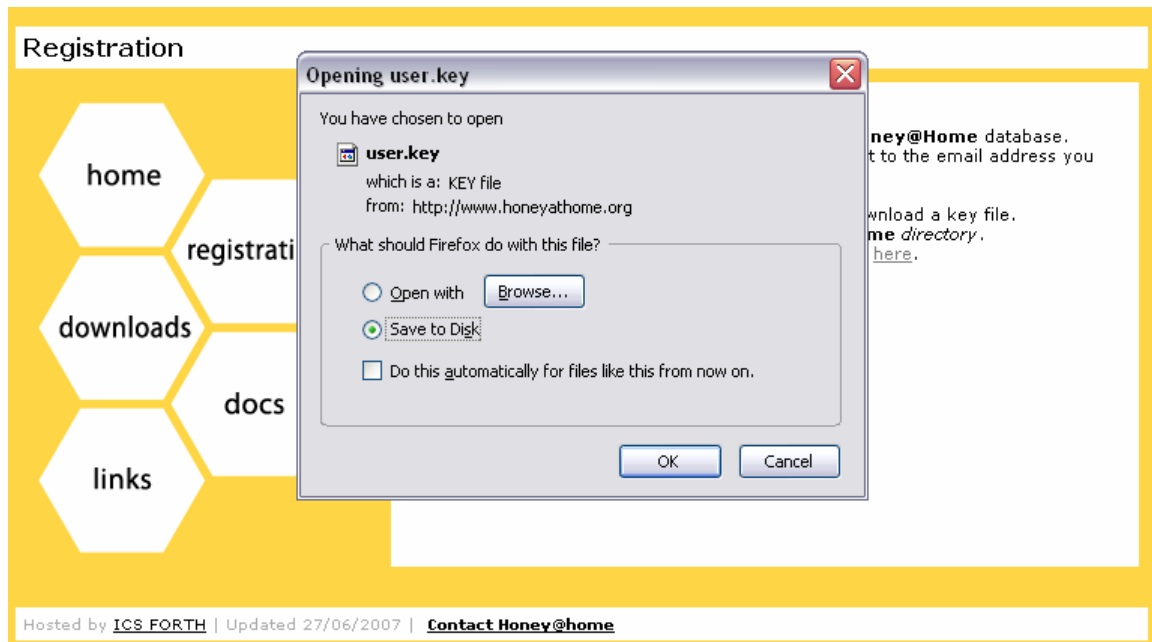 Registration
Opening user.key
You have chosen to open
user.key
which is a: KEY file
from: http://www.honeyathome.org
What should Firefox do with this file?
Open with Browse...
Save to Disk
Do this automatically for files like this from now on.
OK Cancel
@Home database.
to the email address you
a key file.
directory.
here.
home
registrati
downloads
docs
links
Hosted by ICS FORTH | Updated 27/06/2007 | Contact Honey@home